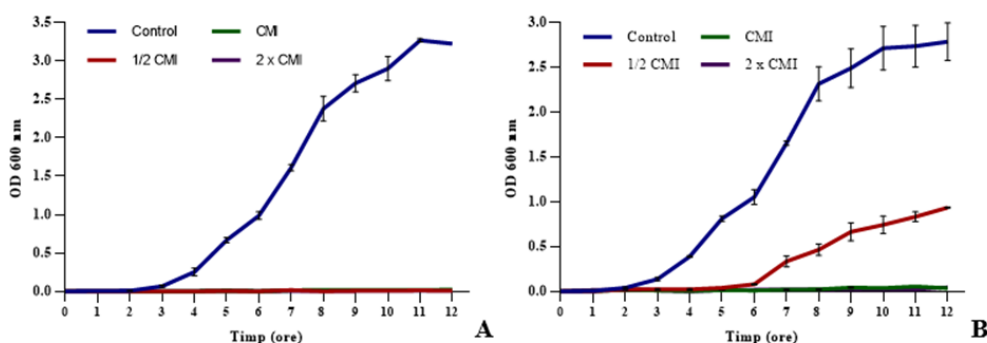 3.5
3.0
2.5
2.0
1.5
1.0
0.5
0.0
OD 600 nm
Control
CMI
1/2 CMI
2 x CMI
0 1 2 3 4 5 6 7 8 9 10 11 12
Timp (ore)
A
3.0
2.5
2.0
1.5
1.0
0.5
0.0
OD 600 nm
Control
CMI
1/2 CMI
2 x CMI
0 1 2 3 4 5 6 7 8 9 10 11 12
Timp (ore)
B